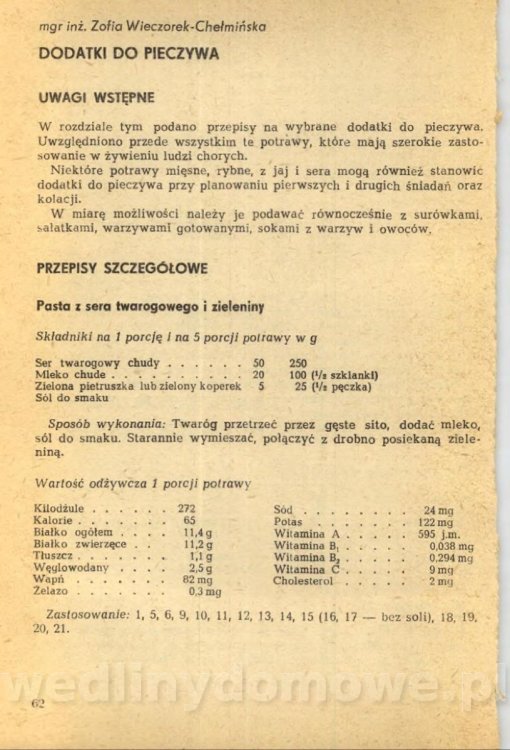 mgr inż. Zofia Wieczorek-Chełmińska
DODATKI DO PIECZYWA
UWAGI WSTĘPNE
W rozdziale tym podano przepisy na wybrane dodatki do pieczywa.
Uwzględniono przede wszystkim te potrawy, które mają szerokie zasto-
sowanie w żywieniu ludzi chorych.
Niektóre potrawy mięsne, rybne, z jaj i sera mogą również stanowić
dodatki do pieczywa przy planowaniu pierwszych i drugich śniadań oraz
kolacji.
W miarę możliwości należy je podawać równocześnie z surówkami,
sałatkami, warzywami gotowanymi, sokami z warzyw i owoców.
PRZEPISY SZCZEGÓŁOWE
Pasta z sera twarogowego i zieleniny
Składniki na 1 porcję i na 5 porcji potrawy w g
Ser twarogowy chudy . . . . . . 50 250
Mleko chude . . . . . . . . . 20 100 (1/2 szklanki)
Zielona pietruszka lub zielony koperek 5 25 (1/2 pęczka)
Sól do smaku
Sposób wykonania: Twaróg przetrzeć przez gęste sito, dodać mleko,
sól do smaku. Starannie wymieszać, połączyć z drobno posiekaną ziele-
niną.
Wartość odżywcza 1 porcji potrawy
Kilodżule . . . . . . 272
Kalorie . . . . . . . 65
Białko ogółem . . . . 11,4 g
Białko zwierzęce . . 11,2 g
Tłuszcz . . . . . . . 1,1 g
Węglowodany . . . . 2,5 g
Wapń . . . . . . . 82 mg
Żelazo . . . . . . . 0,3 mg
Sód . . . . . . . . 24 mg
Potas . . . . . . . 122 mg
Witamina A . . . . . 595 j.m.
Witamina B₁ . . . . . 0,038 mg
Witamina B₂ . . . . . 0,294 mg
Witamina C . . . . . 9 mg
Cholesterol . . . . . 2 mg
Zastosowanie: 1, 5, 6, 9, 10, 11, 12, 13, 14, 15 (16, 17 — bez soli), 18, 19,
20, 21.
wedlinydomowe.pl
62